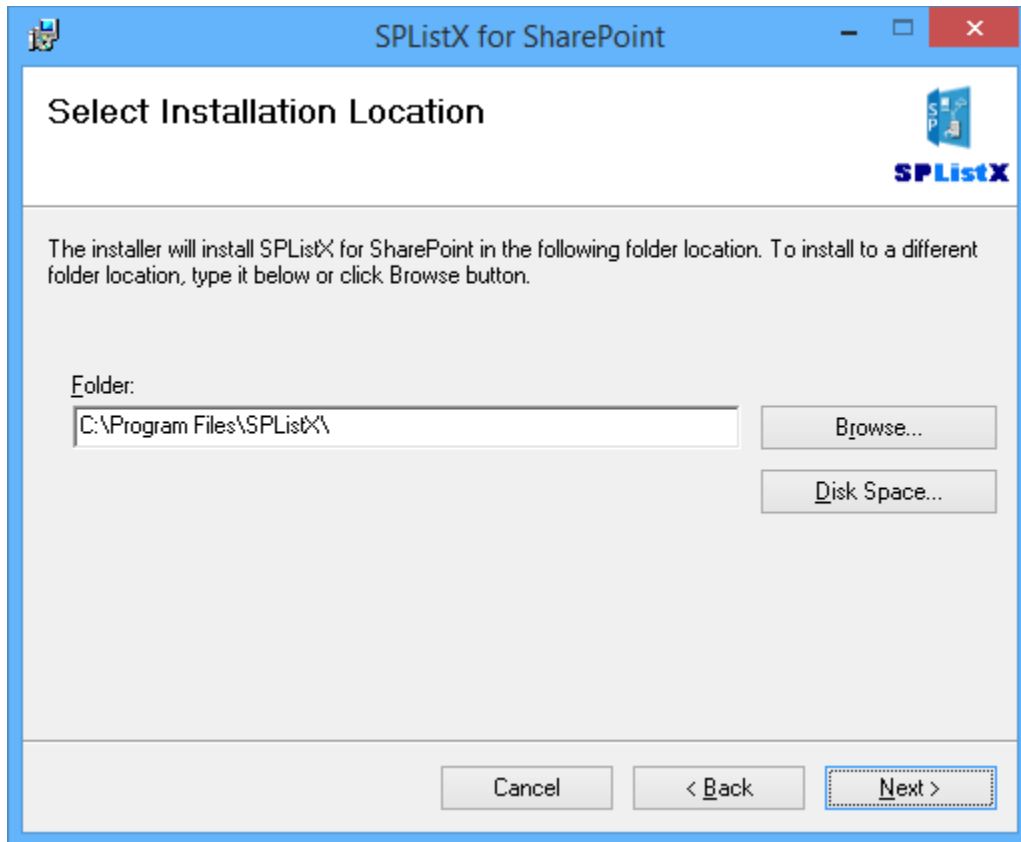 SPListX for SharePoint
Select Installation Location
SP
SPListX
The installer will install SPListX for SharePoint in the following folder location. To install to a different
folder location, type it below or click Browse button.
Folder:
C:\Program Files\SPListX\
Browse...
Disk Space...
Cancel
< Back
Next >